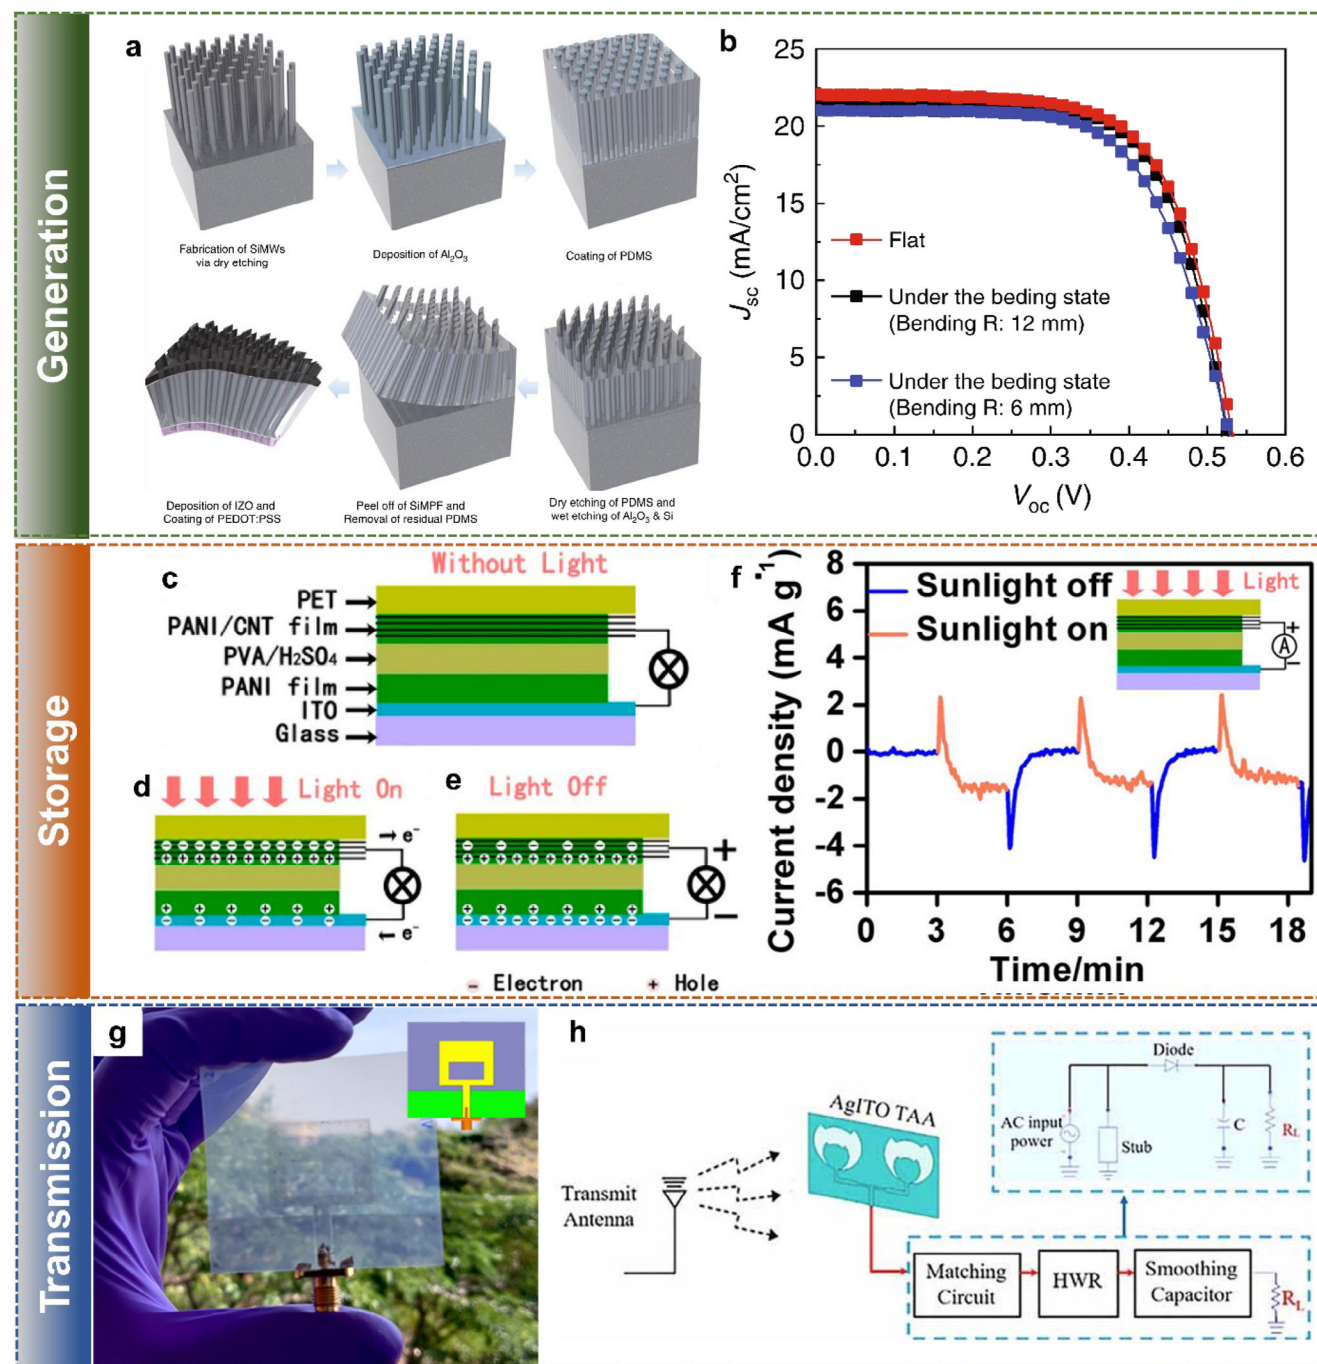 Generation
a
Fabrication of SiMWs
via dry etching
Deposition of Al₂O₃
Coating of PDMS
Deposition of IZO and
Coating of PEDOT:PSS
Peel off of SiMPF and
Removal of residual PDMS
Dry etching of PDMS and
wet etching of Al₂O₃ & Si
b
25
20
15
10
5
0
Jsc (mA/cm²)
Flat
Under the beding state
(Bending R: 12 mm)
Under the beding state
(Bending R: 6 mm)
0.0 0.1 0.2 0.3 0.4 0.5 0.6
Voc (V)
Storage
c
Without Light
PET
PANI/CNT film
PVA/H₂SO₄
PANI film
ITO
Glass
d
Light On
e⁻
e⁻
e
Light Off
+
−
− Electron + Hole
f
8
6
4
2
0
-2
-4
-6
Current density (mA g⁻¹)
Sunlight off
Sunlight on
Light
+
A
−
0 3 6 9 12 15 18
Time/min
Transmission
g
h
Transmit
Antenna
AgITO TAA
Diode
AC input
power
Stub
C
RL
Matching
Circuit
HWR
Smoothing
Capacitor
RL